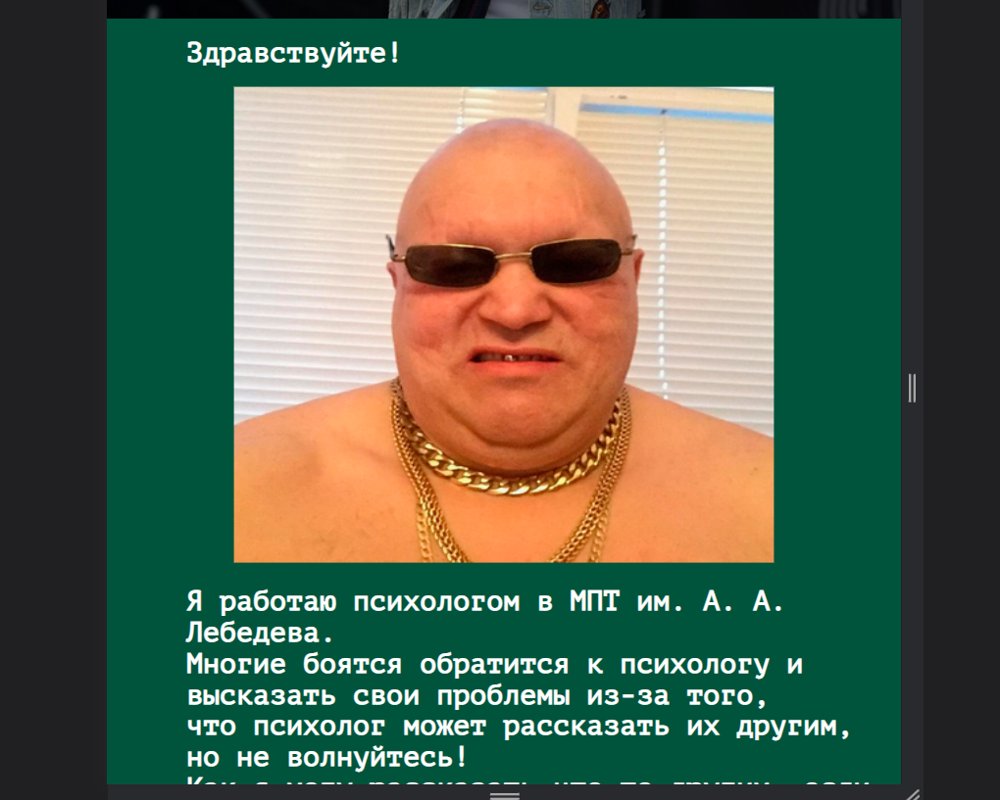 Здравствуйте!
Я работаю психологом в МПТ им. А. А.
Лебедева.
Многие боятся обратится к психологу и
высказать свои проблемы из-за того,
что психолог может рассказать их другим,
но не волнуйтесь!